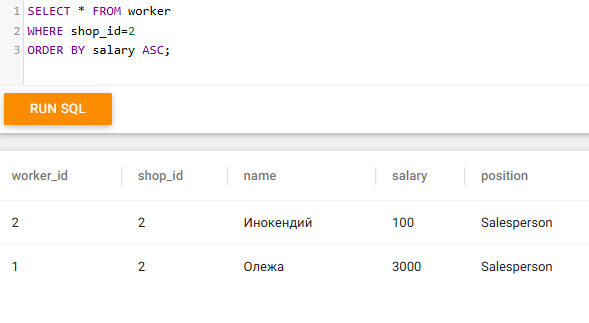 1 SELECT * FROM worker
2 WHERE shop_id=2
3 ORDER BY salary ASC;
RUN SQL
worker_id shop_id name salary position
2 2 Инокендий 100 Salesperson
1 2 Олежа 3000 Salesperson